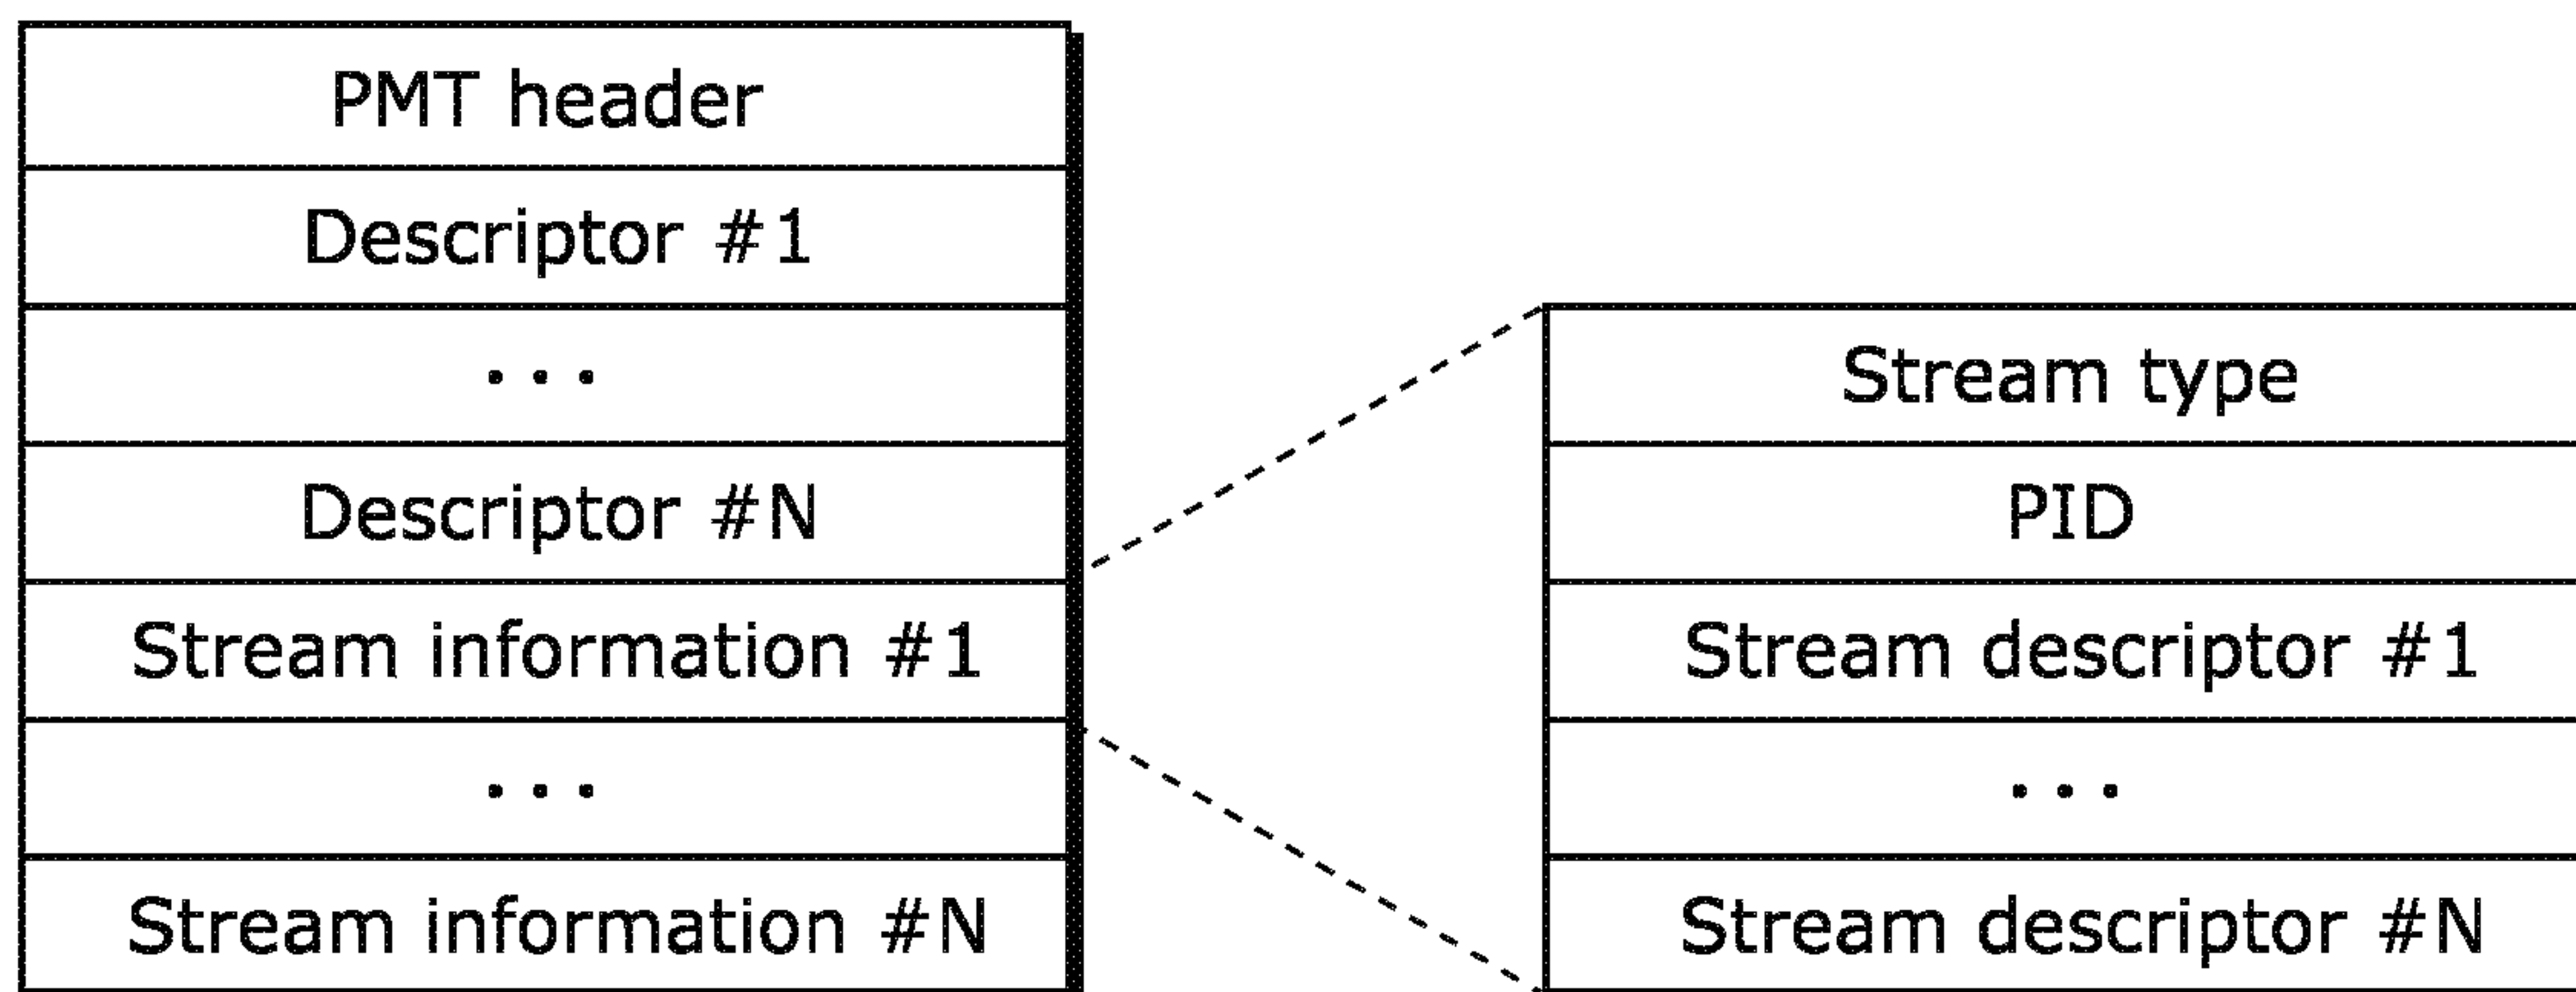 PMT header
Descriptor #1
...
Descriptor #N
Stream information #1
...
Stream information #N
Stream type
PID
Stream descriptor #1
...
Stream descriptor #N